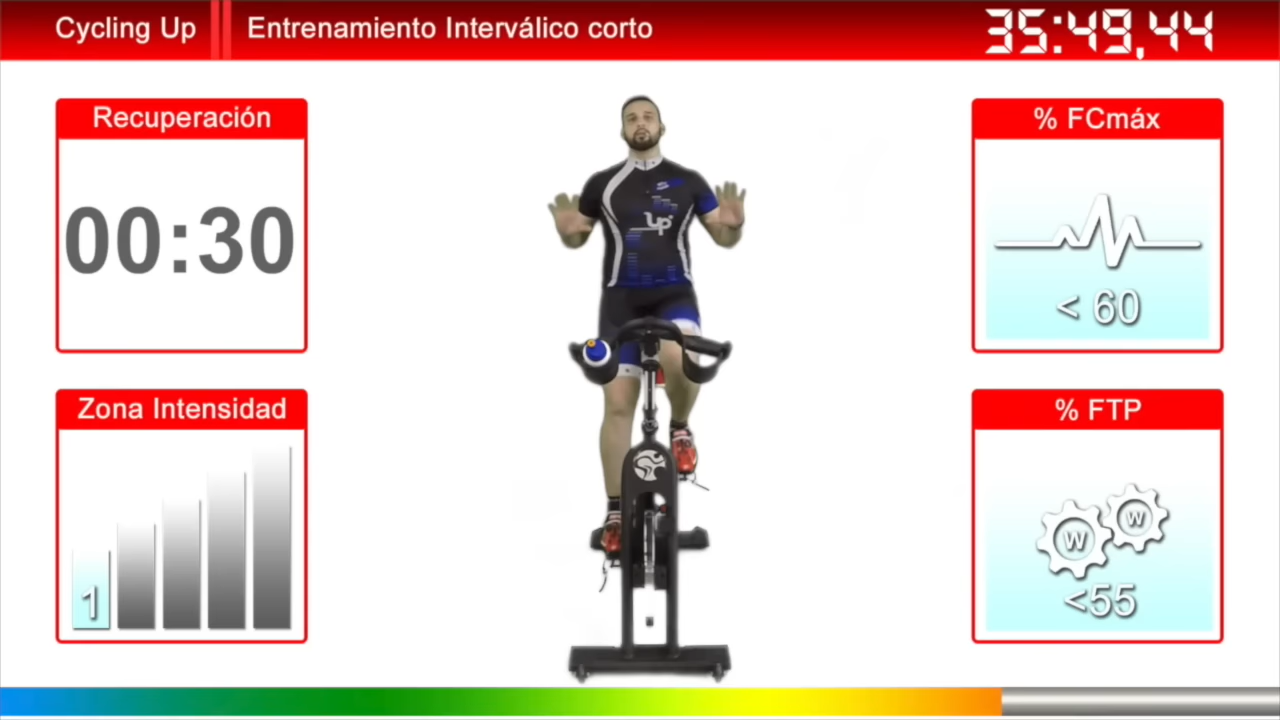 Cycling Up
Entrenamiento Interválico corto
35:49,44
Recuperación
00:30
% FCmáx
< 60
up
Zona Intensidad
1
% FTP
W
W
<55